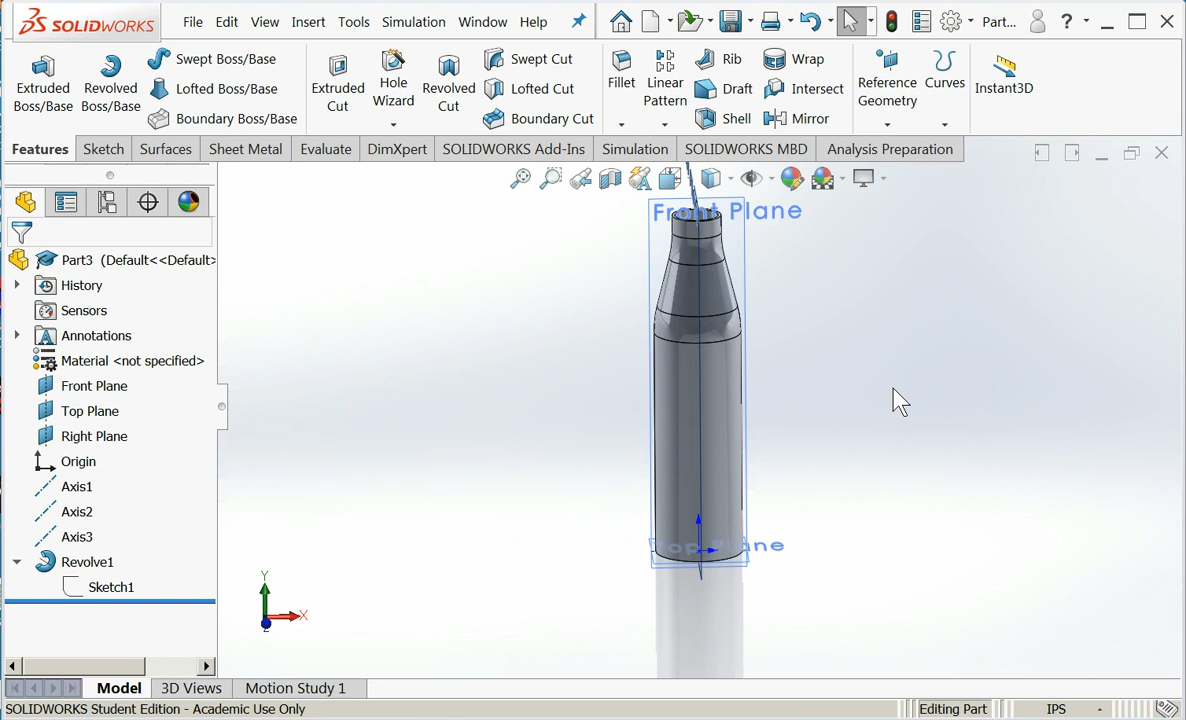 SOLIDWORKS
File
Edit
View
Insert
Tools
Simulation
Window
Help
Part...
?
Extruded
Boss/Base
Revolved
Boss/Base
Swept Boss/Base
Lofted Boss/Base
Boundary Boss/Base
Extruded
Cut
Hole
Wizard
Revolved
Cut
Swept Cut
Lofted Cut
Boundary Cut
Fillet
Linear
Pattern
Rib
Draft
Shell
Wrap
Intersect
Mirror
Reference
Geometry
Curves
Instant3D
Features
Sketch
Surfaces
Sheet Metal
Evaluate
DimXpert
SOLIDWORKS Add-Ins
Simulation
SOLIDWORKS MBD
Analysis Preparation
Part3 (Default<<Default>
History
Sensors
Annotations
Material <not specified>
Front Plane
Top Plane
Right Plane
Origin
Axis1
Axis2
Axis3
Revolve1
Sketch1
Front Plane
Top Plane
Y
X
Z
Model
3D Views
Motion Study 1
SOLIDWORKS Student Edition - Academic Use Only
Editing Part
IPS